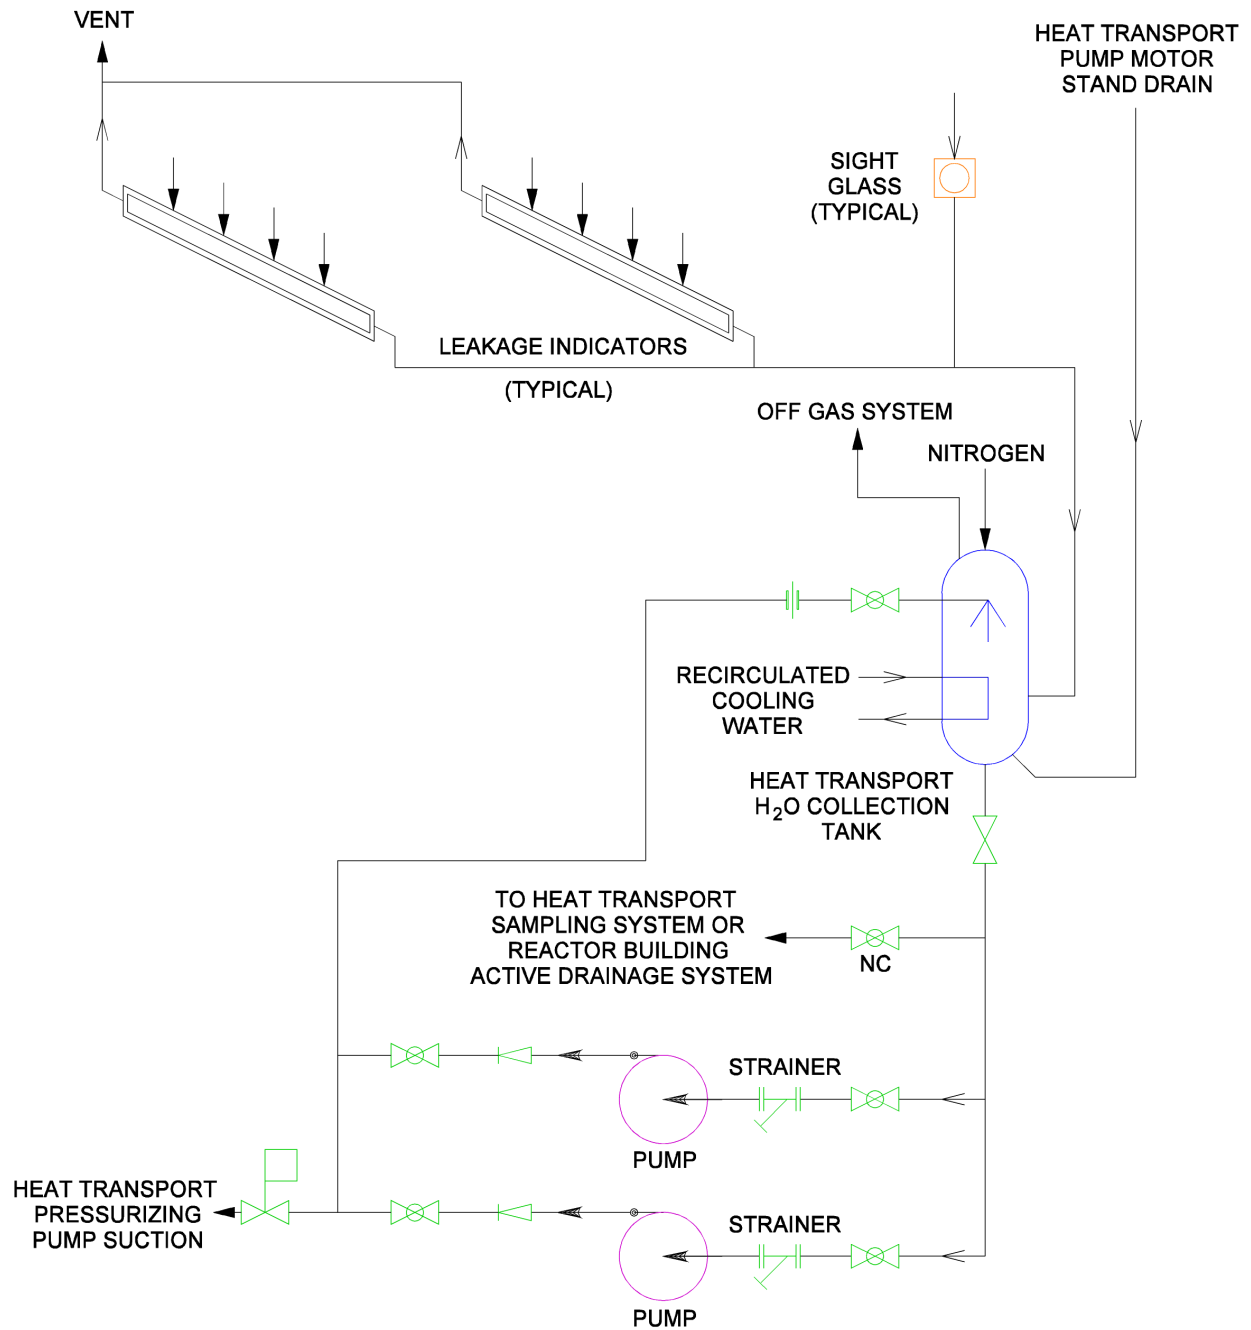 VENT
HEAT TRANSPORT
PUMP MOTOR
STAND DRAIN
SIGHT
GLASS
(TYPICAL)
LEAKAGE INDICATORS
(TYPICAL)
OFF GAS SYSTEM
NITROGEN
RECIRCULATED
COOLING
WATER
HEAT TRANSPORT
H₂O COLLECTION
TANK
TO HEAT TRANSPORT
SAMPLING SYSTEM OR
REACTOR BUILDING
ACTIVE DRAINAGE SYSTEM
NC
STRAINER
PUMP
HEAT TRANSPORT
PRESSURIZING
PUMP SUCTION
STRAINER
PUMP